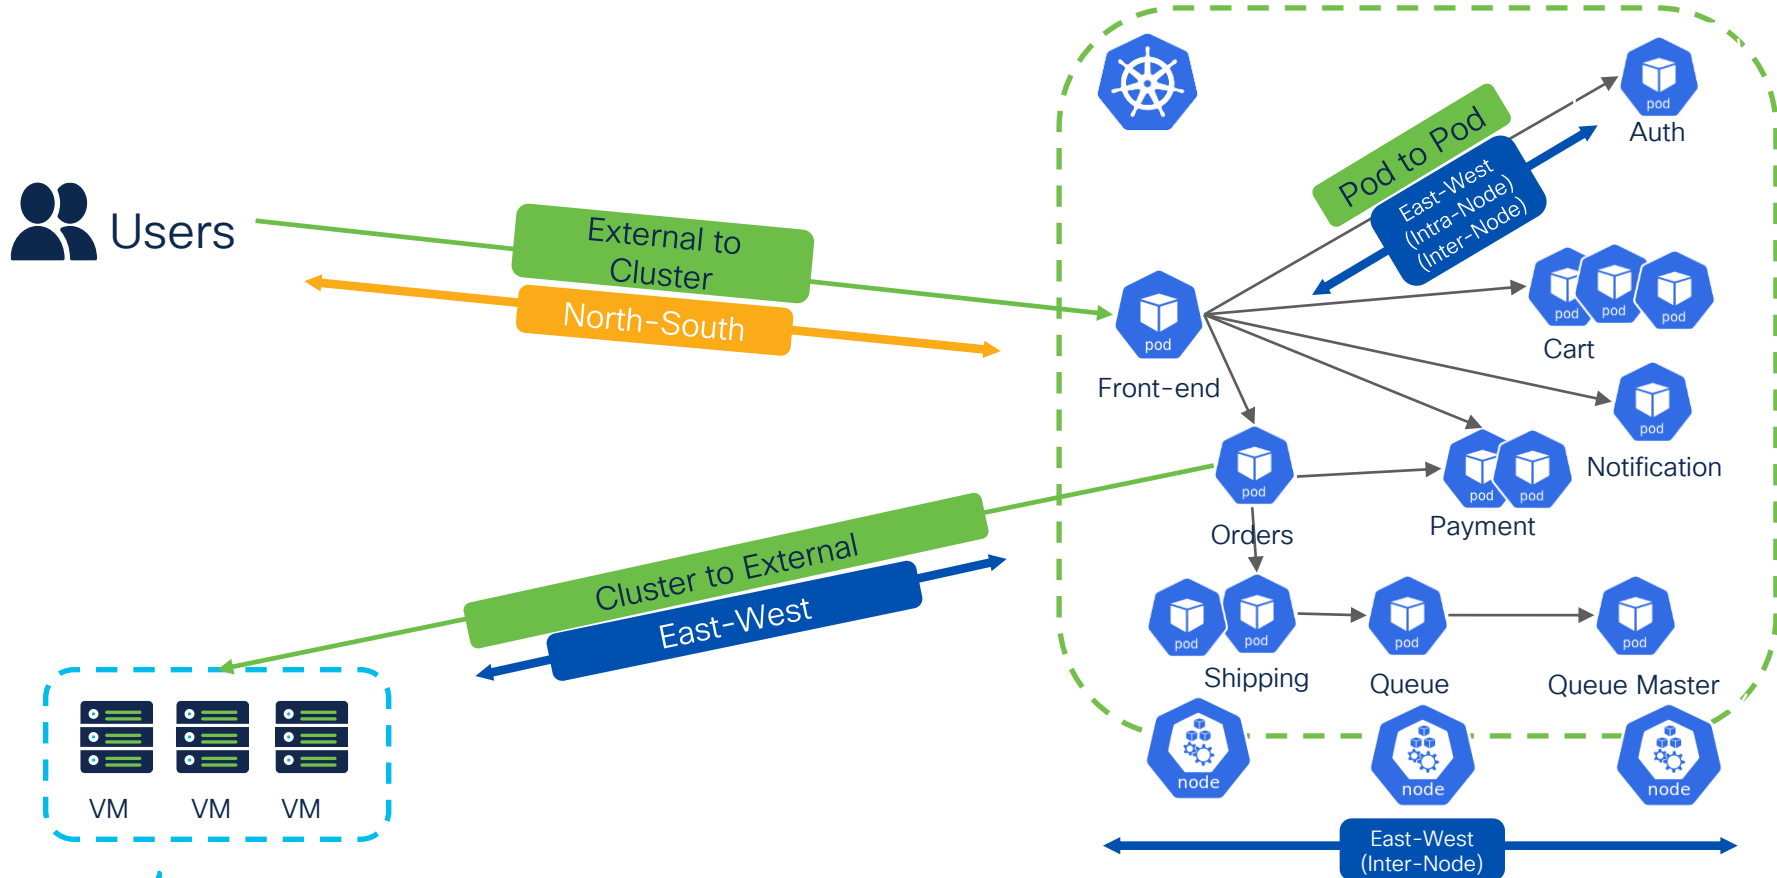 Users
External to
Cluster
North-South
Pod to Pod
East-West
(Intra-Node)
(Inter-Node)
pod
Auth
pod
pod
pod
Cart
pod
Front-end
pod
Notification
pod
Orders
pod
pod
Payment
Cluster to External
East-West
pod
pod
Shipping
pod
Queue
pod
Queue Master
VM
VM
VM
node
node
node
East-West
(Inter-Node)